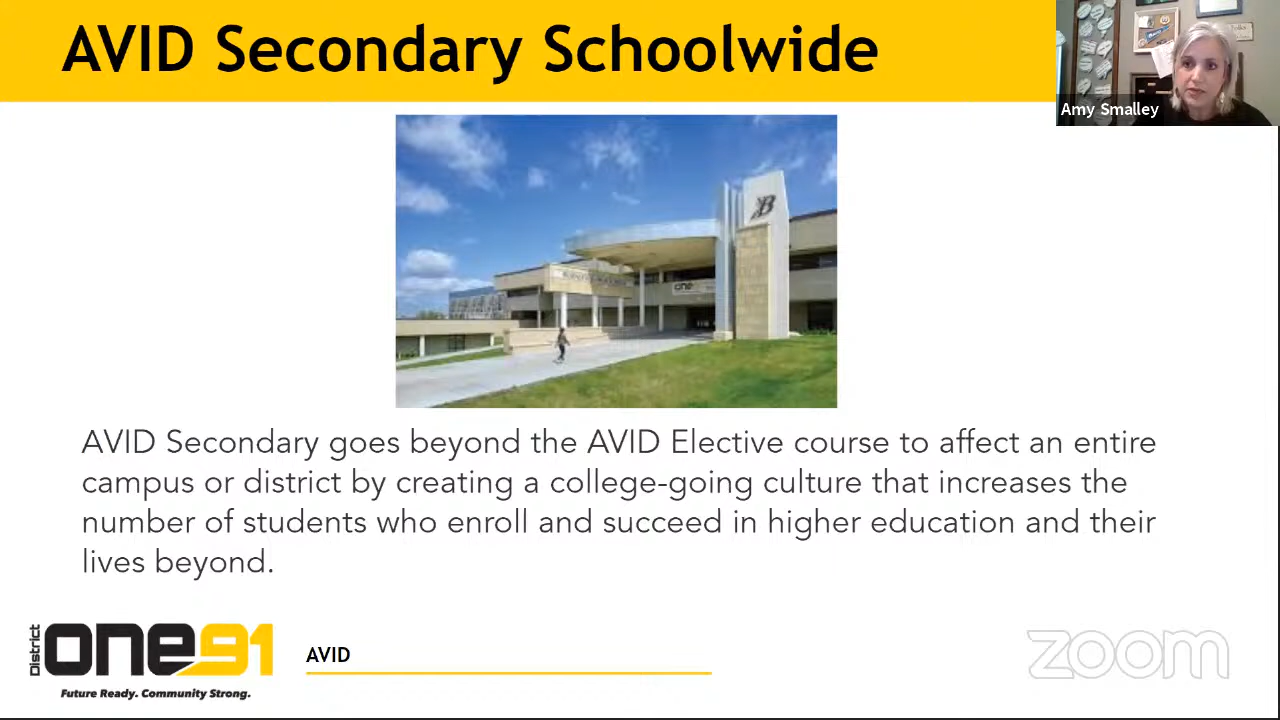 AVID Secondary Schoolwide
Amy Smalley
B
one
AVID Secondary goes beyond the AVID Elective course to affect an entire
campus or district by creating a college-going culture that increases the
number of students who enroll and succeed in higher education and their
lives beyond.
District
one91
Future Ready. Community Strong.
AVID
zoom